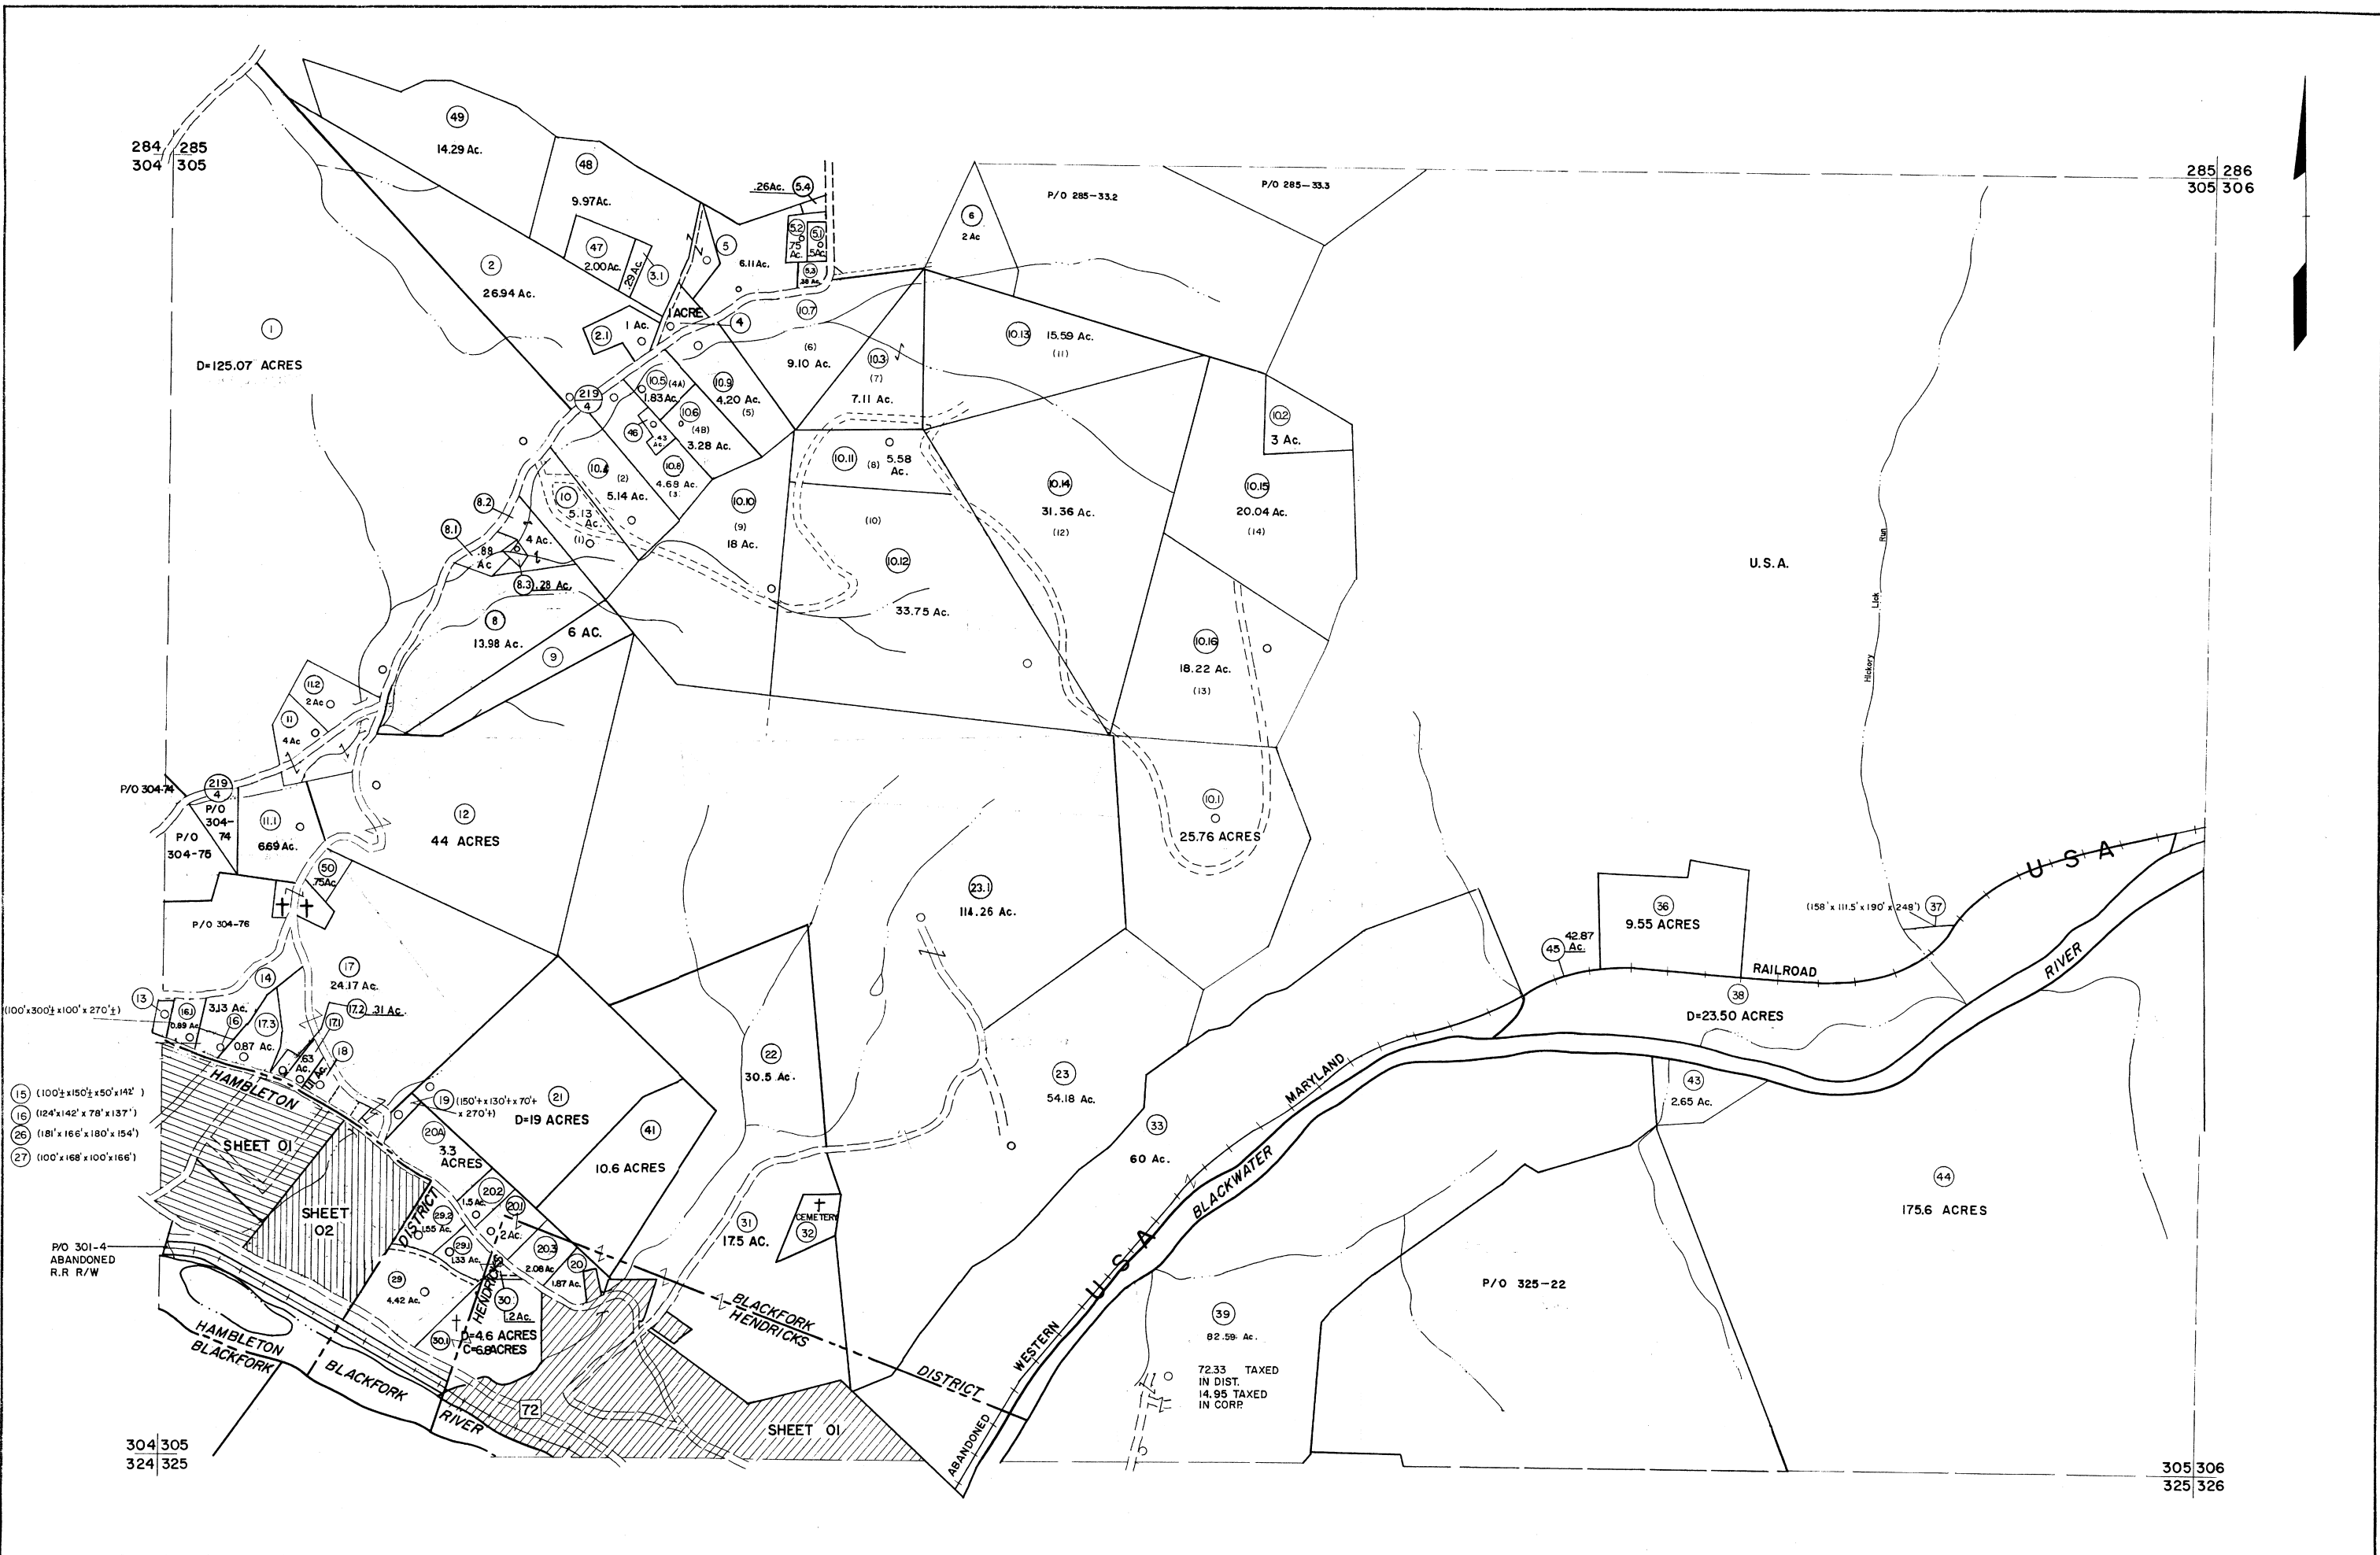 284 285
304 305
285 286
305 306
49
14.29 Ac.
48
9.97 Ac.
47
2.00 Ac.
.29 Ac.
3.1
.26 Ac. 5.4
5
6.11 Ac.
5.2
.75
Ac.
5.1
.5 Ac.
5.3
6
2 Ac
P/O 285-33.2
P/O 285-33.3
2
26.94 Ac.
1
D=125.07 ACRES
2.1
1 Ac.
1 ACRE
4
10.7
(6)
9.10 Ac.
10.3
(7)
7.11 Ac.
10.13 15.59 Ac.
(11)
219
4
10.5 (4A)
1.83 Ac.
10.9
4.20 Ac.
(5)
10.6
(4B)
3.28 Ac.
46
.43
Ac.
10.2
3 Ac.
10.8
4.68 Ac.
(3)
(2)
5.14 Ac.
10
5.13
Ac.
(1)
10.10
(9)
18 Ac.
10.11 (8) 5.58
Ac.
(10)
10.12
33.75 Ac.
10.14
31.36 Ac.
(12)
10.15
20.04 Ac.
(14)
8.2
8.1
4 Ac.
.88
Ac
8.3 .28 Ac.
U.S.A.
Hickory Lick Run
8
13.98 Ac.
6 AC.
9
10.16
18.22 Ac.
(13)
11.2
2 Ac
11
4 Ac
P/O 304-74
219
4
P/O
304-
74
P/O
304-75
11.1
6.69 Ac.
12
44 ACRES
10.1
25.76 ACRES
50
.75 Ac
P/O 304-76
23.1
114.26 Ac.
36
9.55 ACRES
(158' x 111.5' x 190' x 248') 37
U S A
42.87
45 Ac.
RAILROAD
RIVER
38
D=23.50 ACRES
17
24.17 Ac.
14
3.13 Ac.
13
(100'x300'± x100' x 270'±)
16.1
0.89 Ac
16
17.3
0.87 Ac.
17.2 .31 Ac.
17.1
.63
Ac.
18
HAMBLETON
15 (100'± x150'± x50'x142')
16 (124'x142' x 78'x137')
26 (181'x 166'x180'x 154')
27 (100'x168'x100'x166')
19 (150'+ x130'+ x70'+
x 270'+)
21
D=19 ACRES
22
30.5 Ac.
23
54.18 Ac.
33
60 Ac.
MARYLAND
43
2.65 Ac.
20A
3.3
ACRES
41
10.6 ACRES
SHEET 01
SHEET
02
DISTRICT
20.2
1.5 Ac.
20.1
2 Ac.
29.2
1.55 Ac.
29.1
1.33 Ac.
20.3
2.08 Ac
20
1.87 Ac.
31
17.5 AC.
CEMETERY
32
BLACKWATER
U S A
44
175.6 ACRES
P/O 301-4
ABANDONED
R.R R/W
29
4.42 Ac.
HENDRICKS
30
.2 Ac.
30.1
D=4.6 ACRES
C=6.8 ACRES
BLACKFORK
HENDRICKS
DISTRICT
P/O 325-22
39
82.59 Ac.
72.33 TAXED
IN DIST.
14.95 TAXED
IN CORP.
HAMBLETON
BLACKFORK
BLACKFORK
RIVER
72
SHEET 01
ABANDONED
WESTERN
304 305
324 325
305 306
325 326